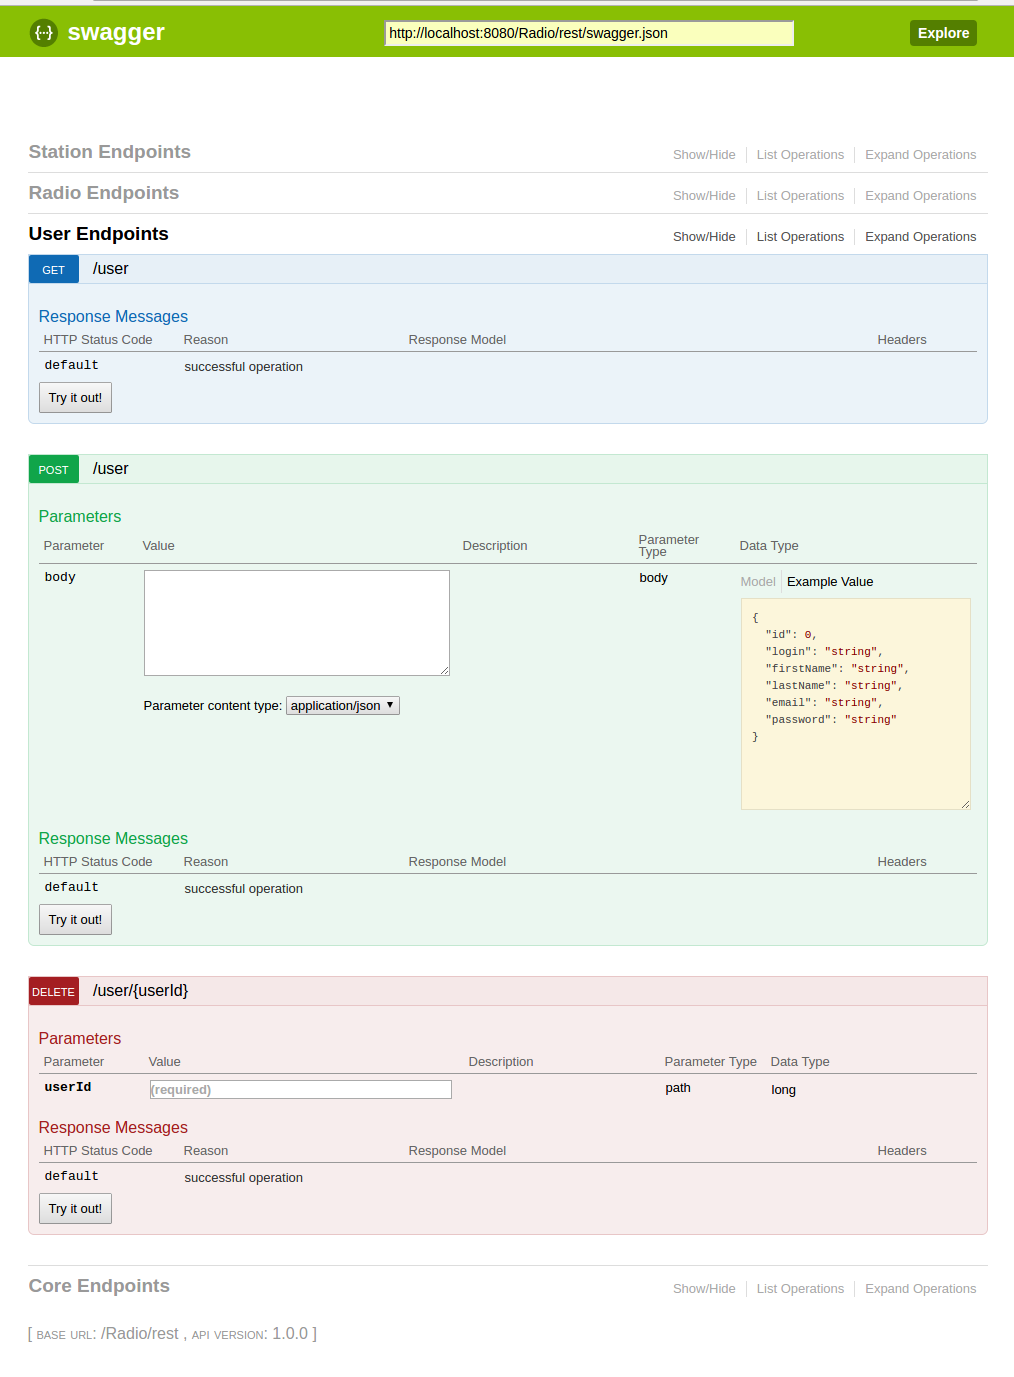 swagger http://localhost:8080/Radio/rest/swagger.json Explore
Station Endpoints Show/Hide List Operations Expand Operations
Radio Endpoints Show/Hide List Operations Expand Operations
User Endpoints Show/Hide List Operations Expand Operations
GET /user
Response Messages
HTTP Status Code Reason Response Model Headers
default successful operation
Try it out!
POST /user
Parameters
Parameter Value Description Parameter Type Data Type
body body Model Example Value
{
"id": 0,
"login": "string",
"firstName": "string",
"lastName": "string",
"email": "string",
"password": "string"
}
Parameter content type: application/json
Response Messages
HTTP Status Code Reason Response Model Headers
default successful operation
Try it out!
DELETE /user/{userId}
Parameters
Parameter Value Description Parameter Type Data Type
userId (required) path long
Response Messages
HTTP Status Code Reason Response Model Headers
default successful operation
Try it out!
Core Endpoints Show/Hide List Operations Expand Operations
[ BASE URL: /Radio/rest , API VERSION: 1.0.0 ]